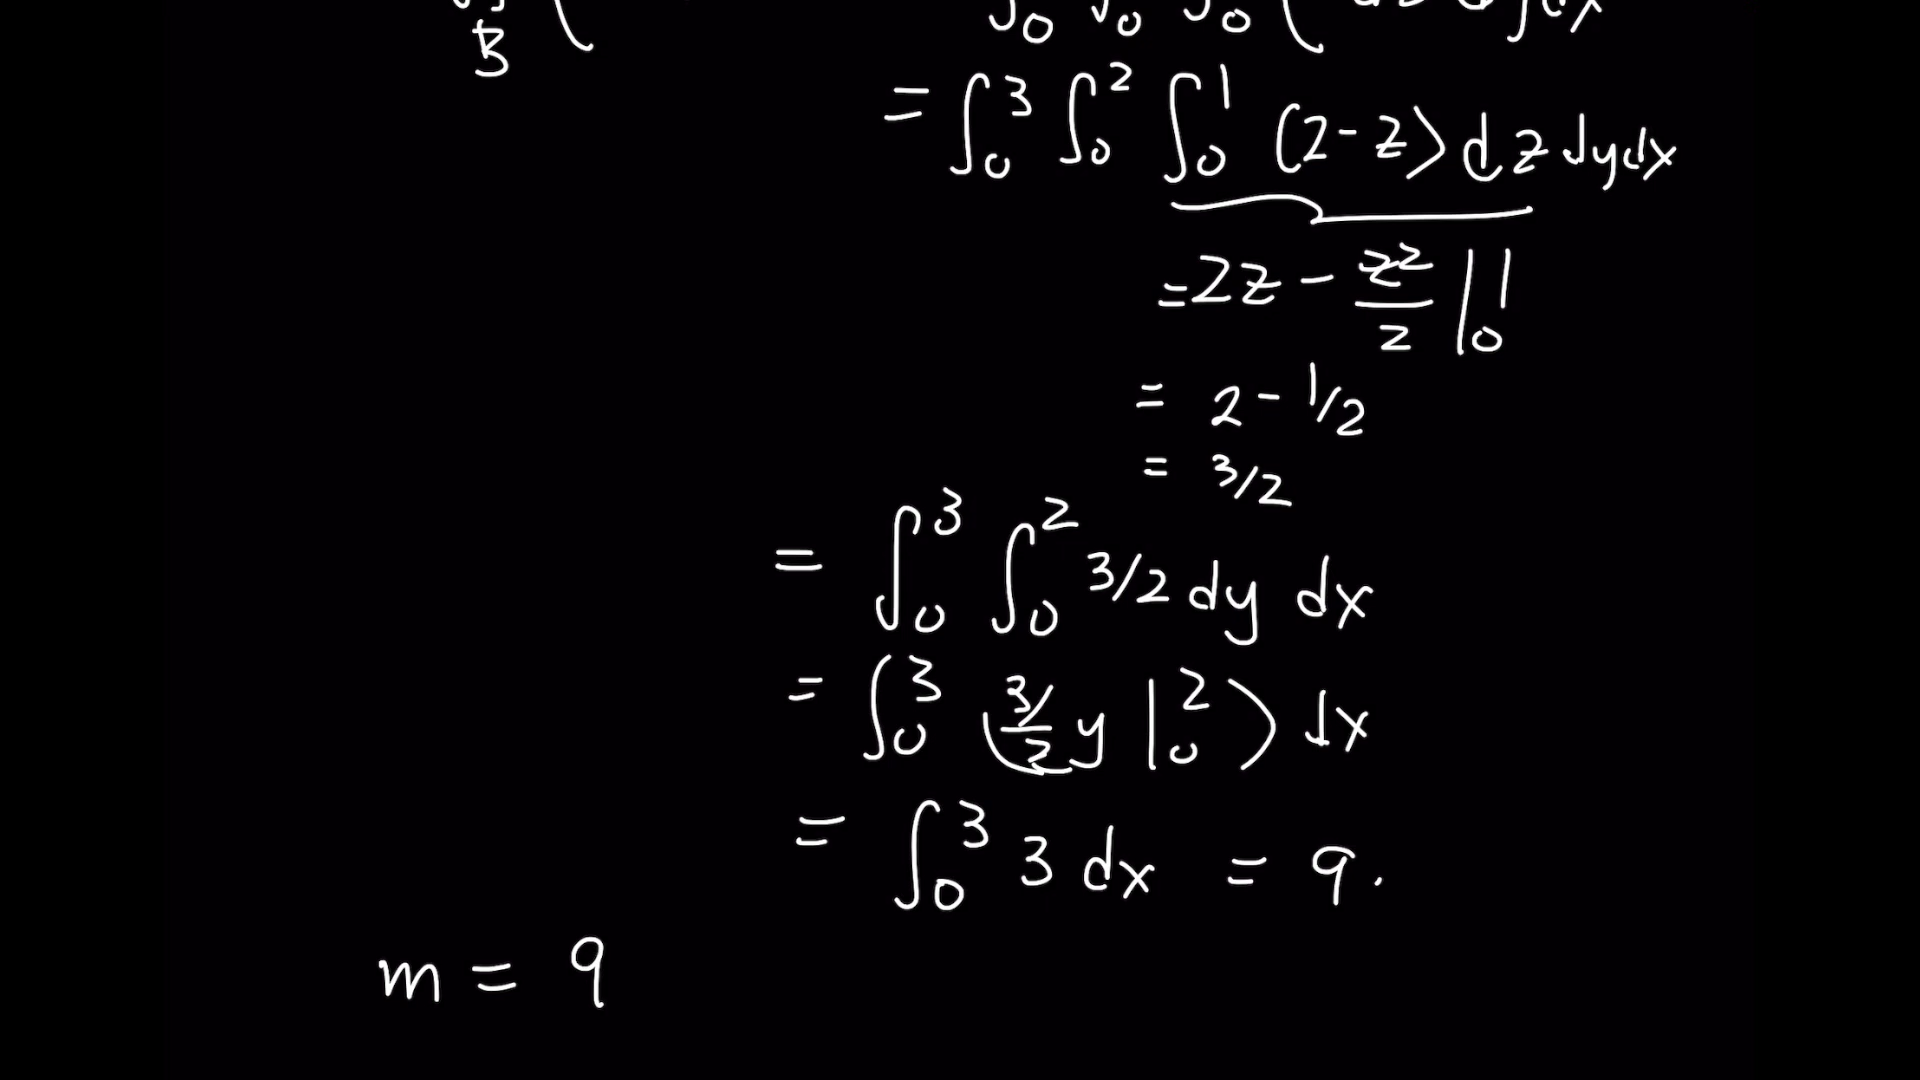 B
= ∫₀³ ∫₀² ∫₀¹ (2-z) dz dy dx
= 2z - z²/2 |₀¹
= 2 - 1/2
= 3/2
= ∫₀³ ∫₀² 3/2 dy dx
= ∫₀³ (3/2 y |₀²) dx
= ∫₀³ 3 dx = 9.
m = 9